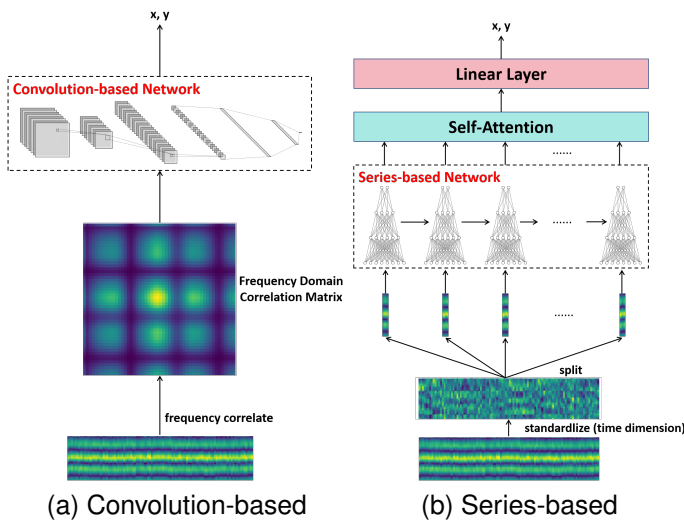 x, y
Convolution-based Network
Frequency Domain
Correlation Matrix
frequency correlate
(a) Convolution-based
x, y
Linear Layer
Self-Attention
......
Series-based Network
......
......
split
standardlize (time dimension)
(b) Series-based